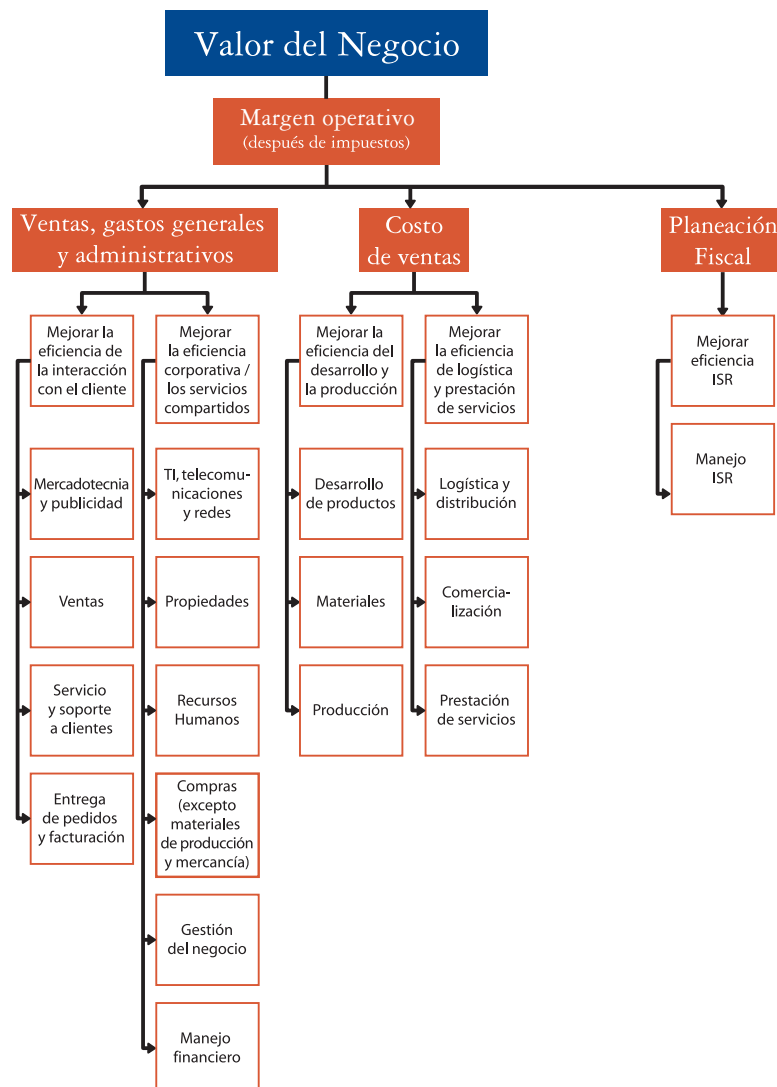 Valor del Negocio
Margen operativo
(después de impuestos)
Ventas, gastos generales
y administrativos
Costo
de ventas
Planeación
Fiscal
Mejorar la
eficiencia de
la interacción
con el cliente
Mejorar
la eficiencia
corporativa /
los servicios
compartidos
Mejorar la
eficiencia del
desarrollo y
la producción
Mejorar
la eficiencia
de logística
y prestación
de servicios
Mejorar
eficiencia
ISR
Mercadotecnia
y publicidad
TI, telecomu-
nicaciones
y redes
Desarrollo
de productos
Logística y
distribución
Manejo
ISR
Ventas
Propiedades
Materiales
Comercia-
lización
Servicio
y soporte
a clientes
Recursos
Humanos
Producción
Prestación
de servicios
Entrega
de pedidos
y facturación
Compras
(excepto
materiales
de producción
y mercancía)
Gestión
del negocio
Manejo
financiero